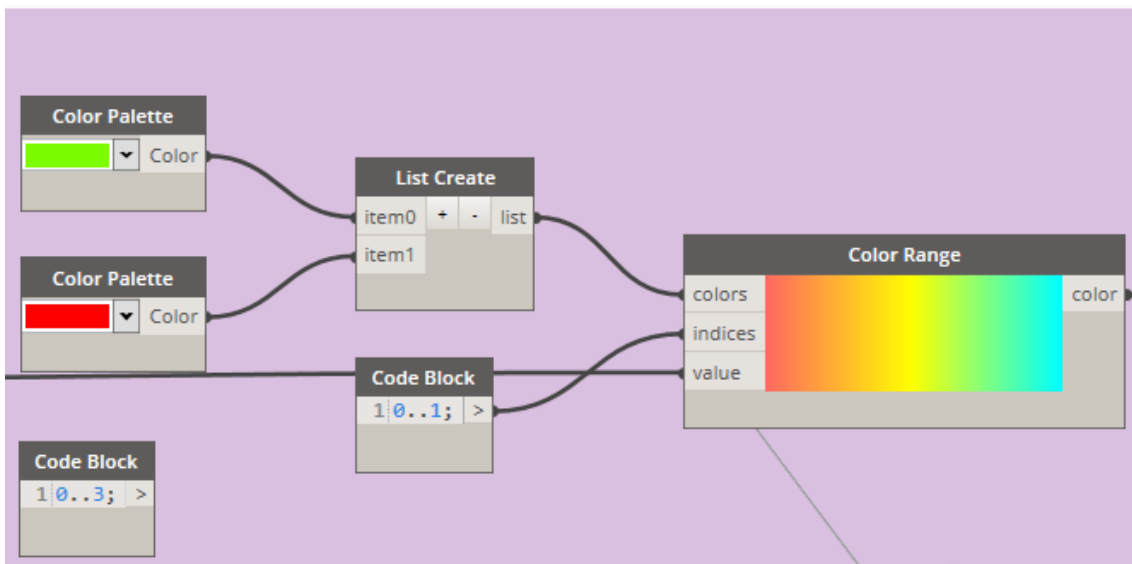 Color Palette
Color
List Create
item0 + - list
item1
Color Palette
Color
Color Range
colors
color
indices
value
Code Block
1 0..1; >
Code Block
1 0..3; >